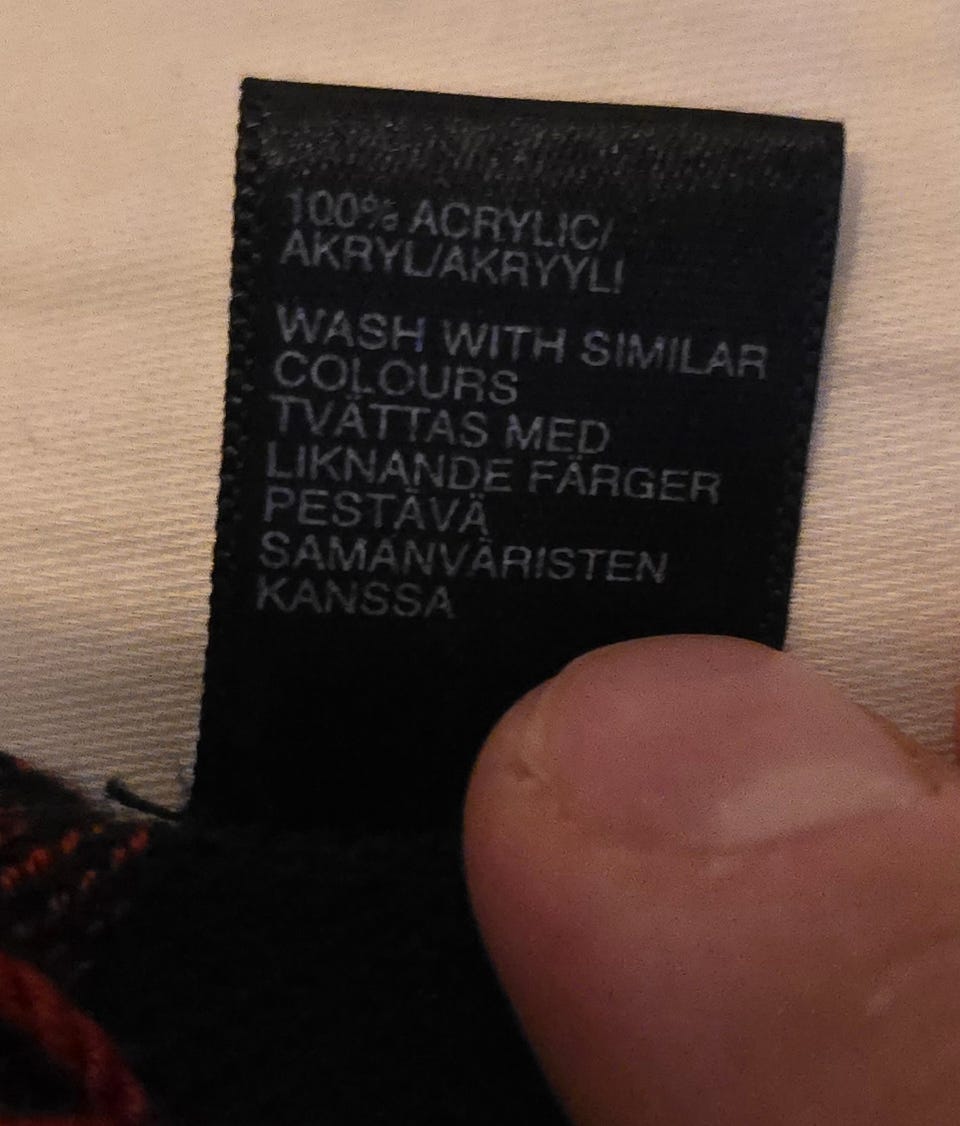 100% ACRYLIC/
AKRYL/AKRYYLI
WASH WITH SIMILAR
COLOURS
TVÄTTAS MED
LIKNANDE FÄRGER
PESTÄVÄ
SAMANVÄRISTEN
KANSSA